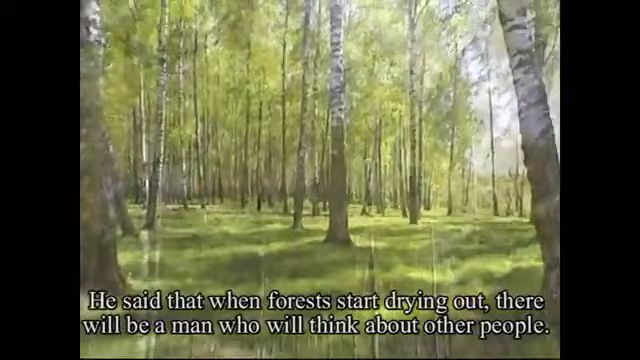 He said that when forests start drying out, there
will be a man who will think about other people.